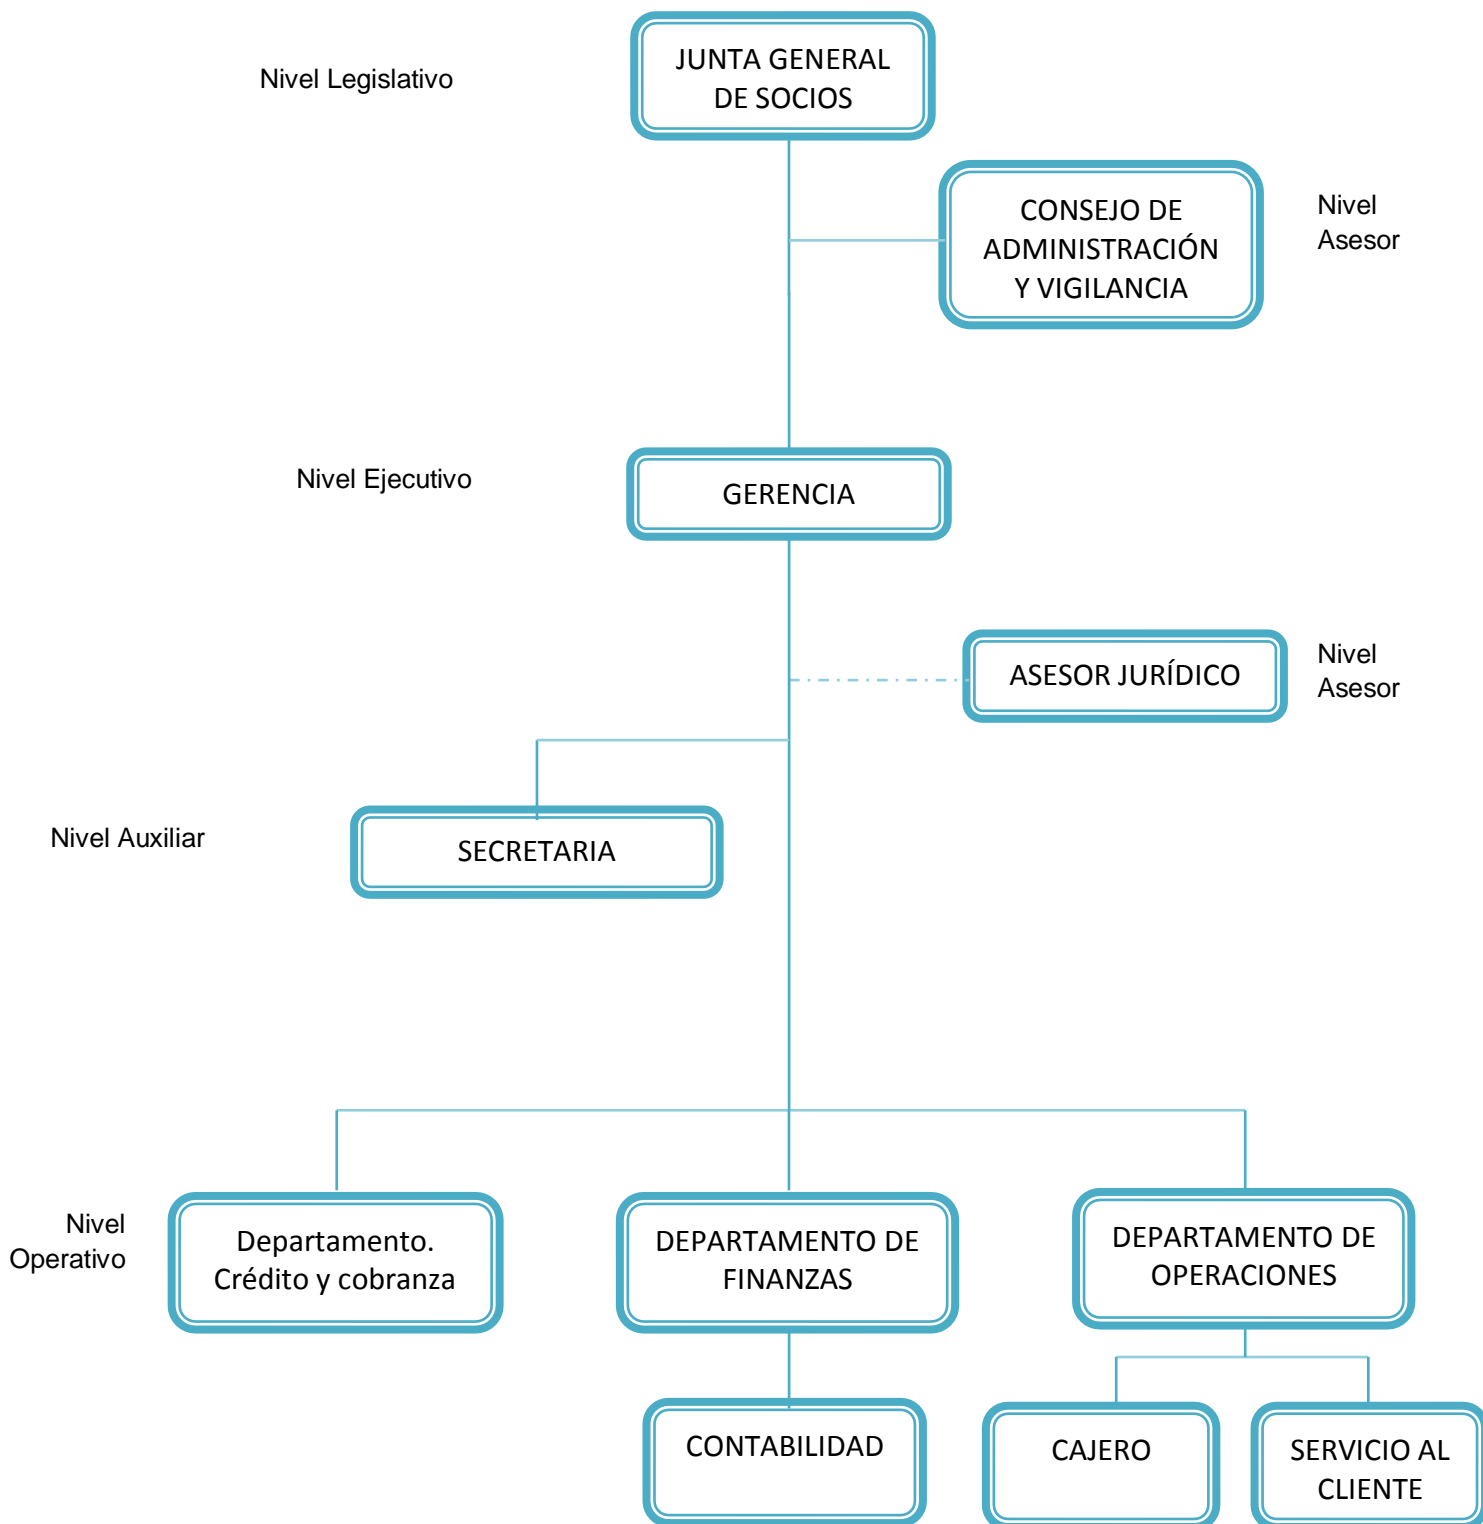 JUNTA GENERAL
DE SOCIOS
Nivel Legislativo
CONSEJO DE
ADMINISTRACIÓN
Y VIGILANCIA
Nivel
Asesor
Nivel Ejecutivo
GERENCIA
ASESOR JURÍDICO
Nivel
Asesor
Nivel Auxiliar
SECRETARIA
Nivel
Operativo
Departamento.
Crédito y cobranza
DEPARTAMENTO DE
FINANZAS
DEPARTAMENTO DE
OPERACIONES
CONTABILIDAD
CAJERO
SERVICIO AL
CLIENTE